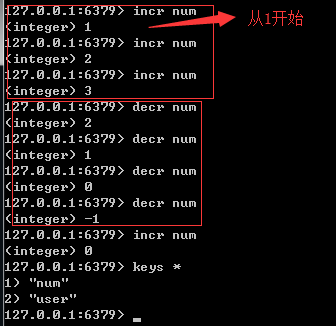 127.0.0.1:6379> incr num
从1开始
(integer) 1
127.0.0.1:6379> incr num
(integer) 2
127.0.0.1:6379> incr num
(integer) 3
127.0.0.1:6379> decr num
(integer) 2
127.0.0.1:6379> decr num
(integer) 1
127.0.0.1:6379> decr num
(integer) 0
127.0.0.1:6379> decr num
(integer) -1
127.0.0.1:6379> incr num
(integer) 0
127.0.0.1:6379> keys *
1) "num"
2) "user"
127.0.0.1:6379>